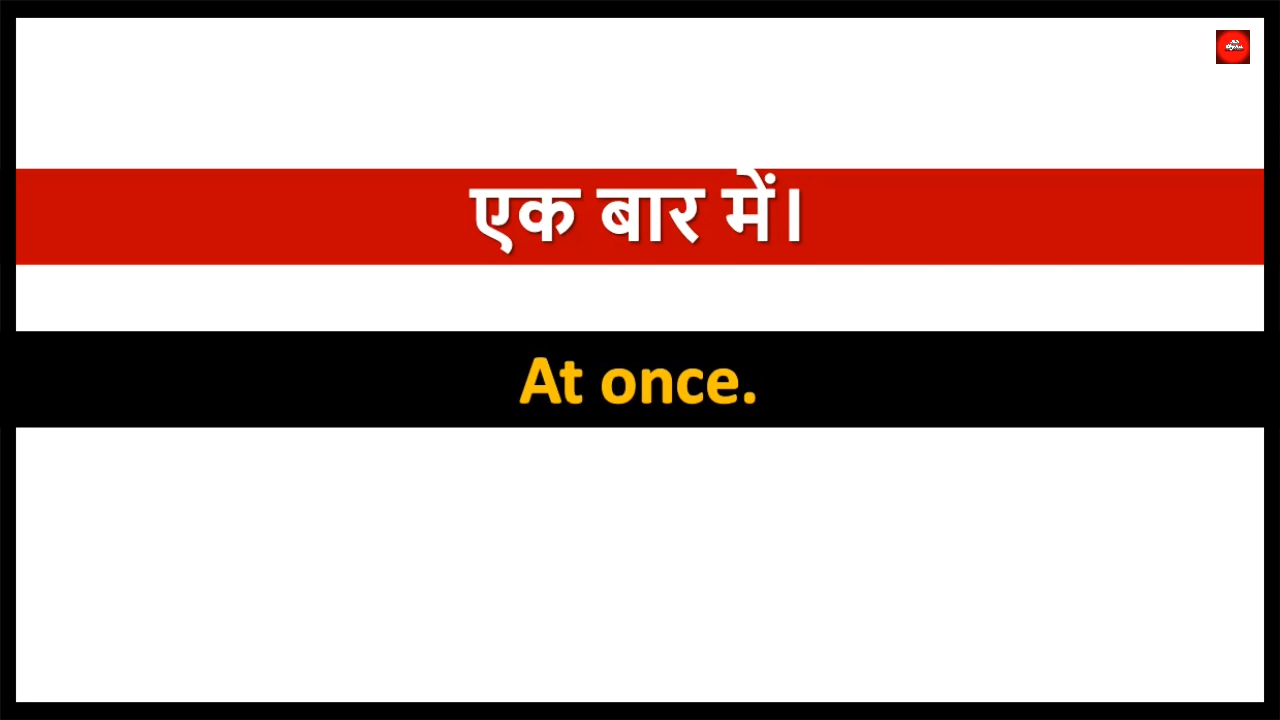 एक बार में।
At once.